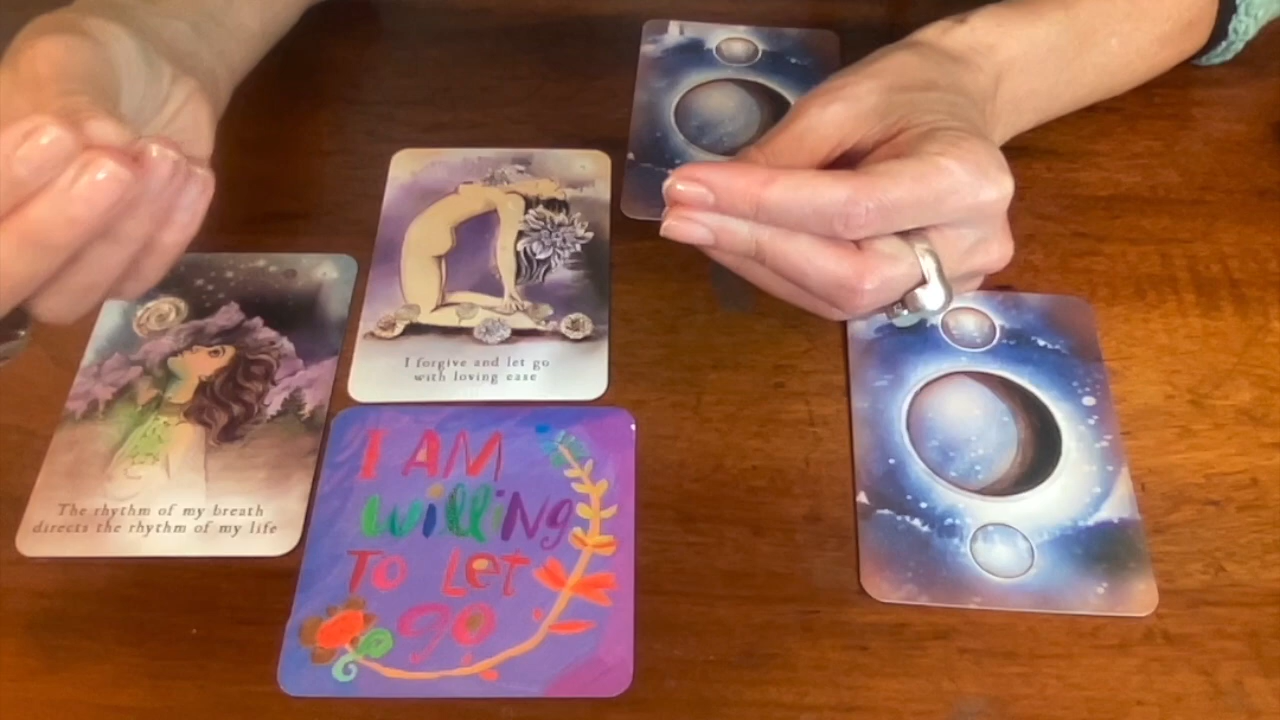 I forgive and let go
with loving ease
The rhythm of my breath
directs the rhythm of my life
I AM
willing
TO Let
go